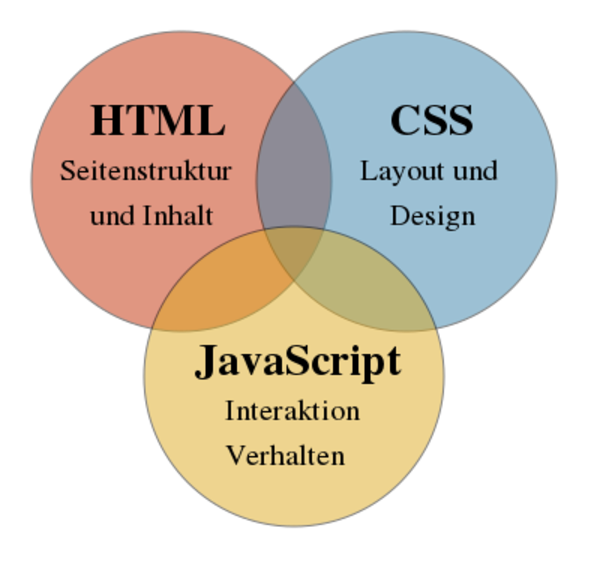 HTML
Seitenstruktur
und Inhalt
CSS
Layout und
Design
JavaScript
Interaktion
Verhalten